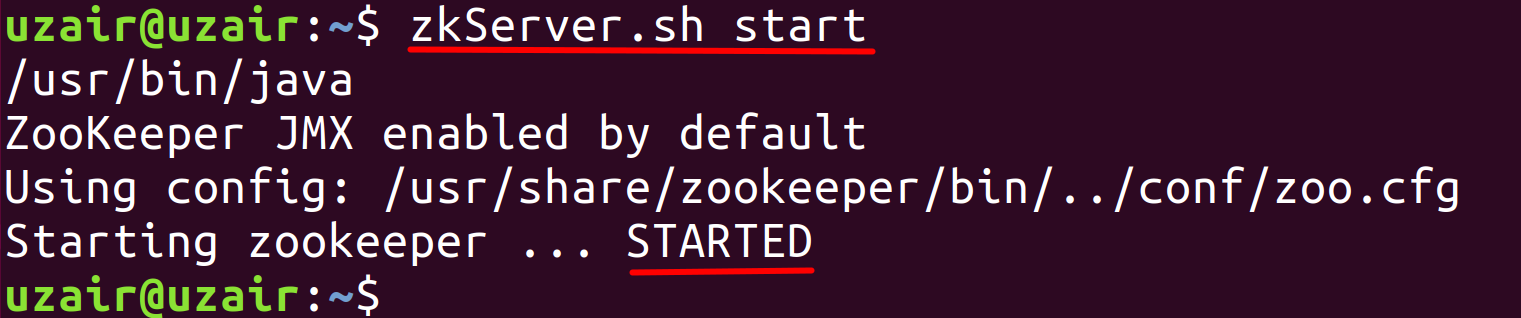 uzair@uzair:~$ zkServer.sh start
/usr/bin/java
ZooKeeper JMX enabled by default
Using config: /usr/share/zookeeper/bin/../conf/zoo.cfg
Starting zookeeper ... STARTED
uzair@uzair:~$